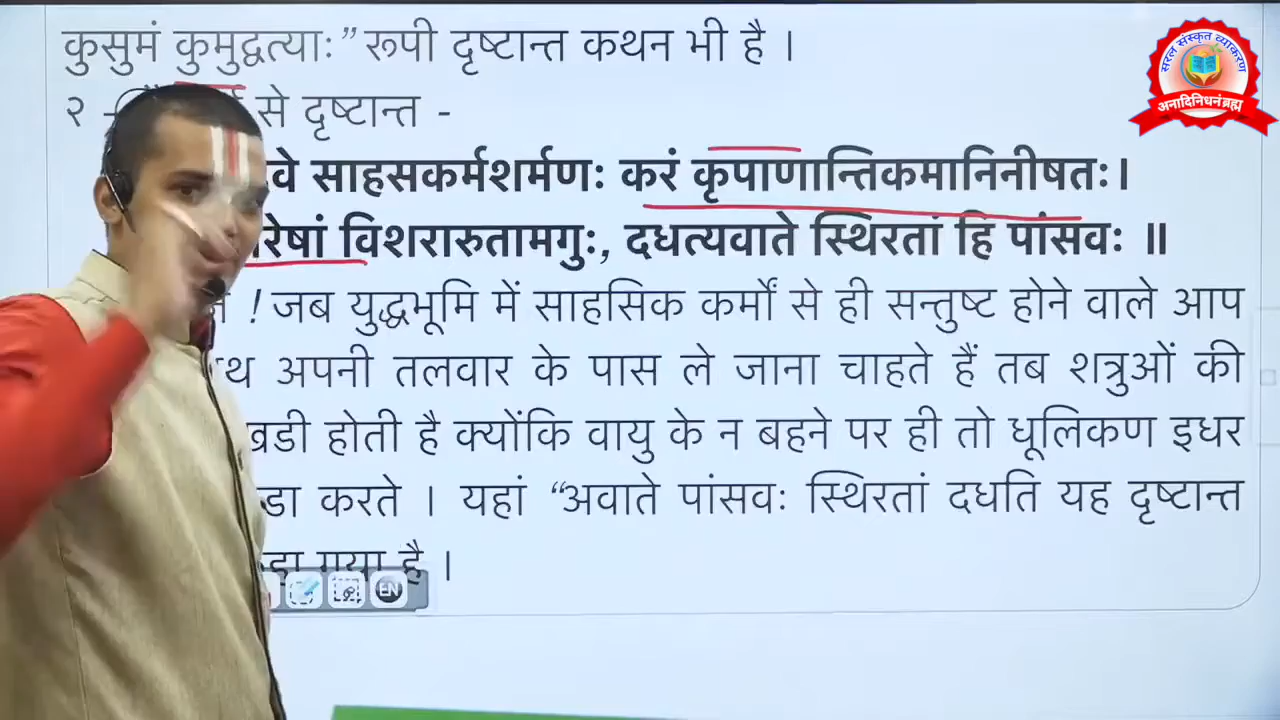 कुसुमं कुमुद्वत्याः” रूपी दृष्टान्त कथन भी है ।
२ - से दृष्टान्त -
साहसकर्मशर्मणः करं कृपाणान्तिकमानिनीषतः।
विशरारुतामगुः, दधत्यवाते स्थिरतां हि पांसवः ॥
! जब युद्धभूमि में साहसिक कर्मों से ही सन्तुष्ट होने वाले आप
अपनी तलवार के पास ले जाना चाहते हैं तब शत्रुओं की
होती है क्योंकि वायु के न बहने पर ही तो धूलिकण इधर
करते । यहां “अवाते पांसवः स्थिरतां दधति यह दृष्टान्त
गया है ।
EN
सरल संस्कृत व्याकरण
अनादिनिधनंब्रह्म